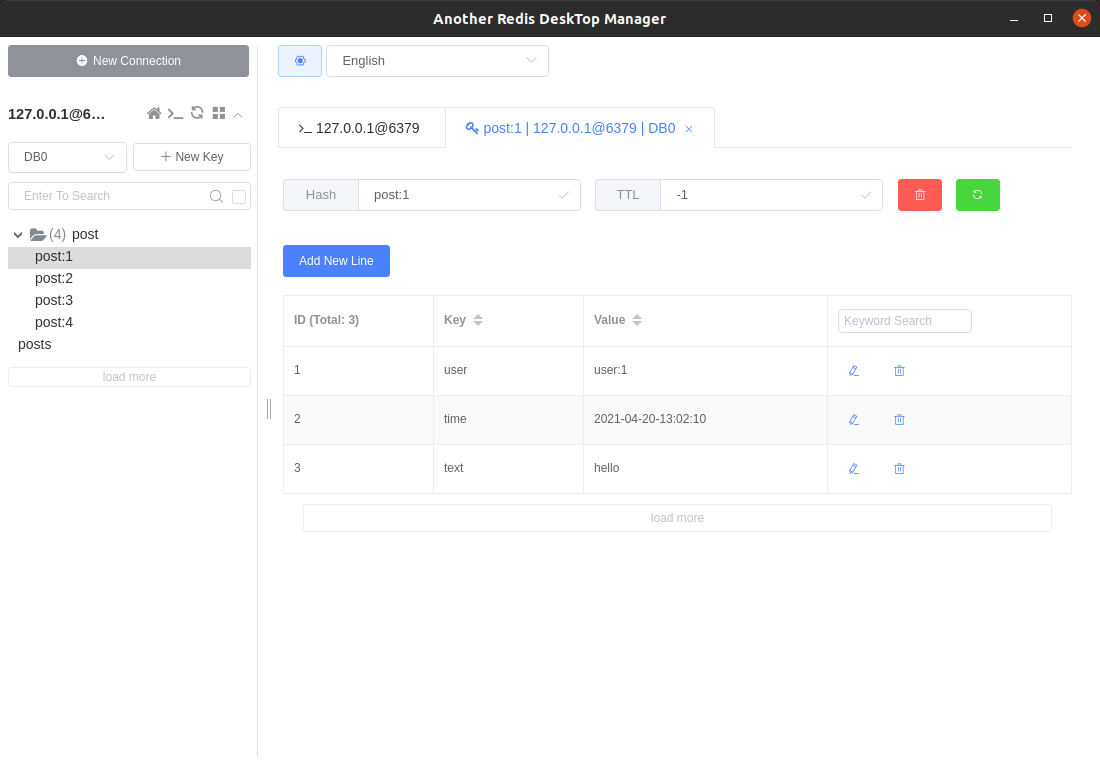 Another Redis DeskTop Manager
New Connection
127.0.0.1@6...
DB0
New Key
Enter To Search
(4) post
post:1
post:2
post:3
post:4
posts
load more
English
>_ 127.0.0.1@6379
post:1 | 127.0.0.1@6379 | DB0
Hash post:1
TTL -1
Add New Line
ID (Total: 3) Key Value Keyword Search
1 user user:1
2 time 2021-04-20-13:02:10
3 text hello
load more